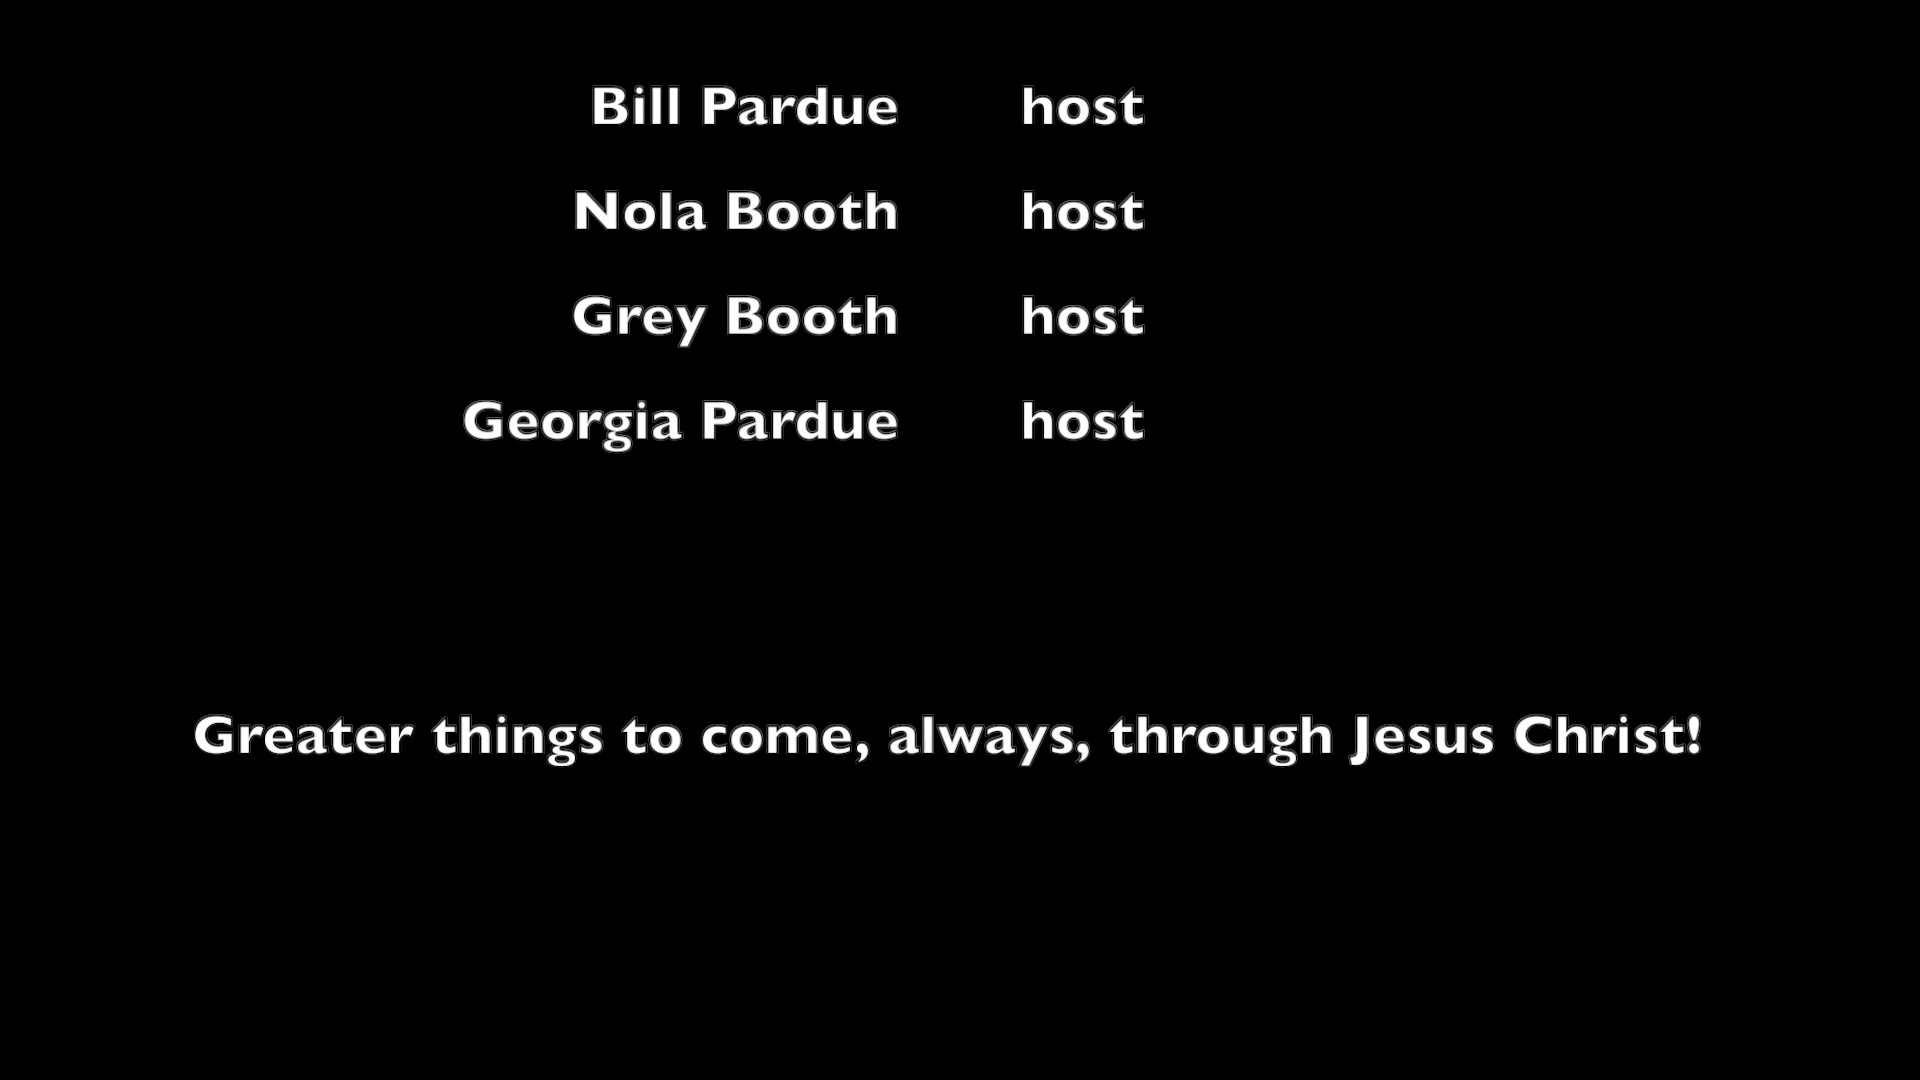 Bill Pardue host
Nola Booth host
Grey Booth host
Georgia Pardue host
Greater things to come, always, through Jesus Christ!